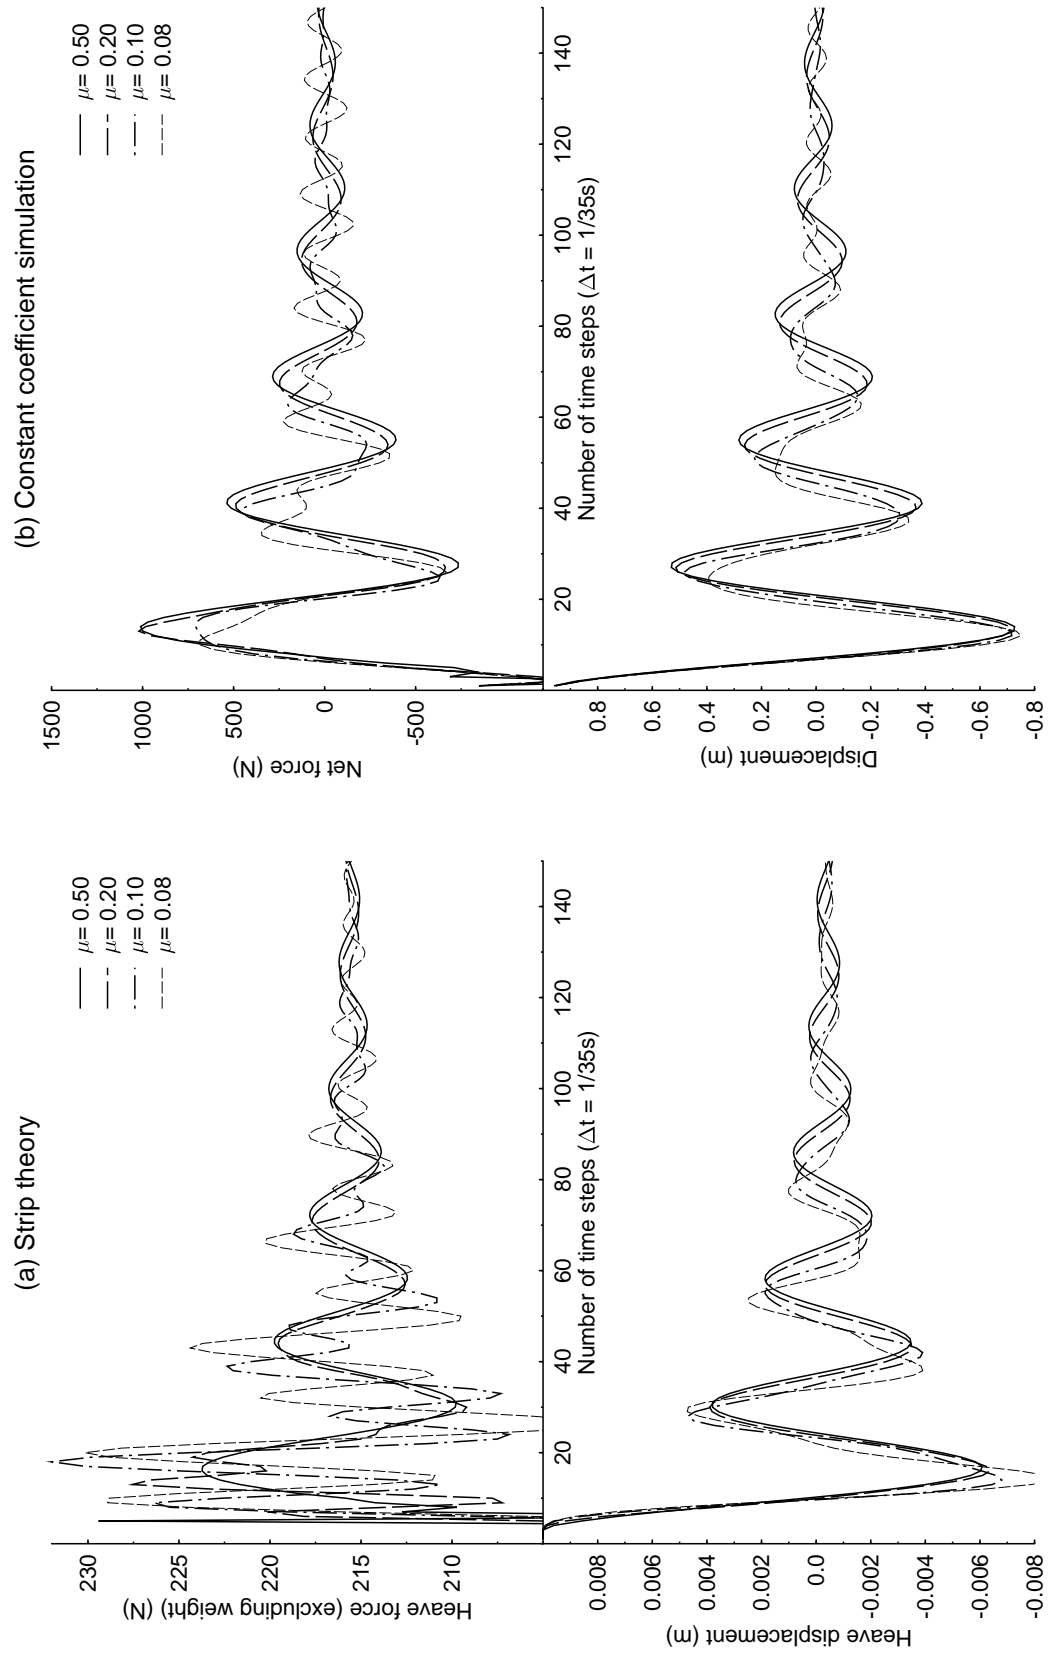 (a) Strip theory
μ= 0.50
μ= 0.20
μ= 0.10
μ= 0.08
230
225
220
215
210
Heave force (excluding weight) (N)
20
40
60
80
100
120
140
Number of time steps (Δt = 1/35s)
0.008
0.006
0.004
0.002
0.0
-0.002
-0.004
-0.006
-0.008
Heave displacement (m)
(b) Constant coefficient simulation
μ= 0.50
μ= 0.20
μ= 0.10
μ= 0.08
1500
1000
500
0
-500
Net force (N)
20
40
60
80
100
120
140
Number of time steps (Δt = 1/35s)
0.8
0.6
0.4
0.2
0.0
-0.2
-0.4
-0.6
-0.8
Displacement (m)